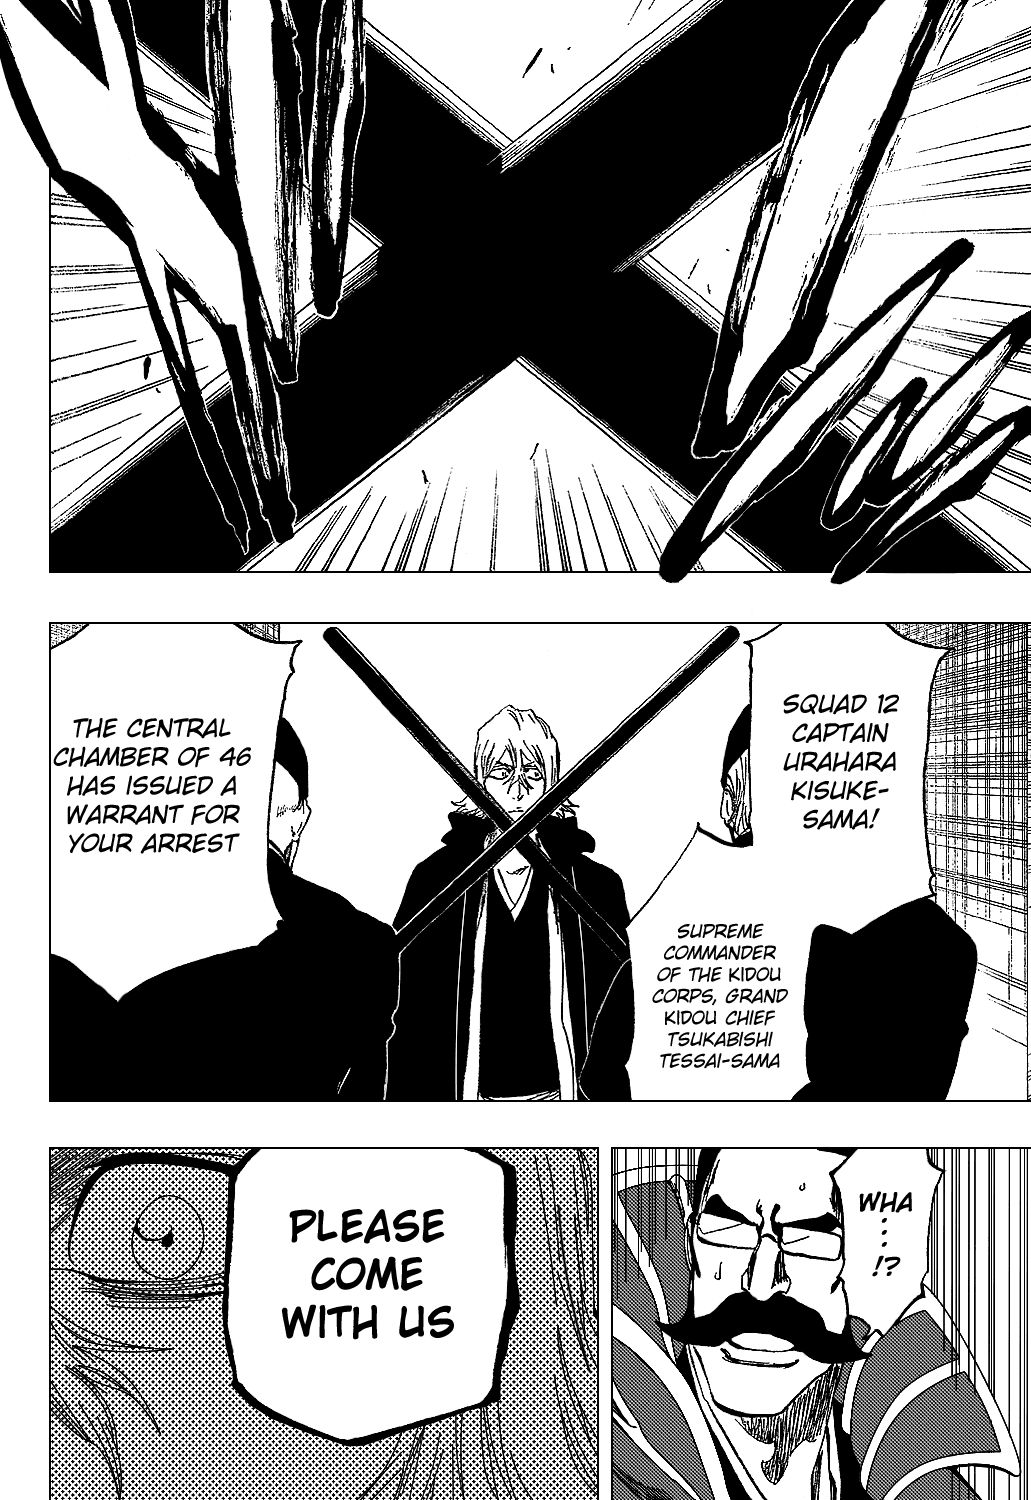 SQUAD 12
CAPTAIN
URAHARA
KISUKE-
SAMA!
SUPREME
COMMANDER
OF THE KIDOU
CORPS, GRAND
KIDOU CHIEF
TSUKABISHI
TESSAI-SAMA
THE CENTRAL
CHAMBER OF 46
HAS ISSUED A
WARRANT FOR
YOUR ARREST
WHA
...
!?
PLEASE
COME
WITH US